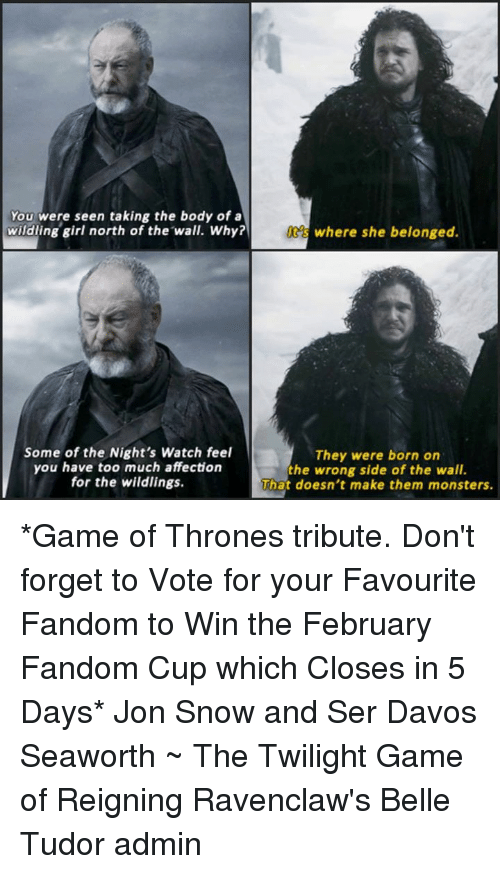 You were seen taking the body of a
wildling girl north of the wall. Why?
It's where she belonged.
Some of the Night's Watch feel
you have too much affection
for the wildlings.
They were born on
the wrong side of the wall.
That doesn't make them monsters.
*Game of Thrones tribute. Don't
forget to Vote for your Favourite
Fandom to Win the February
Fandom Cup which Closes in 5
Days* Jon Snow and Ser Davos
Seaworth ~ The Twilight Game
of Reigning Ravenclaw's Belle
Tudor admin